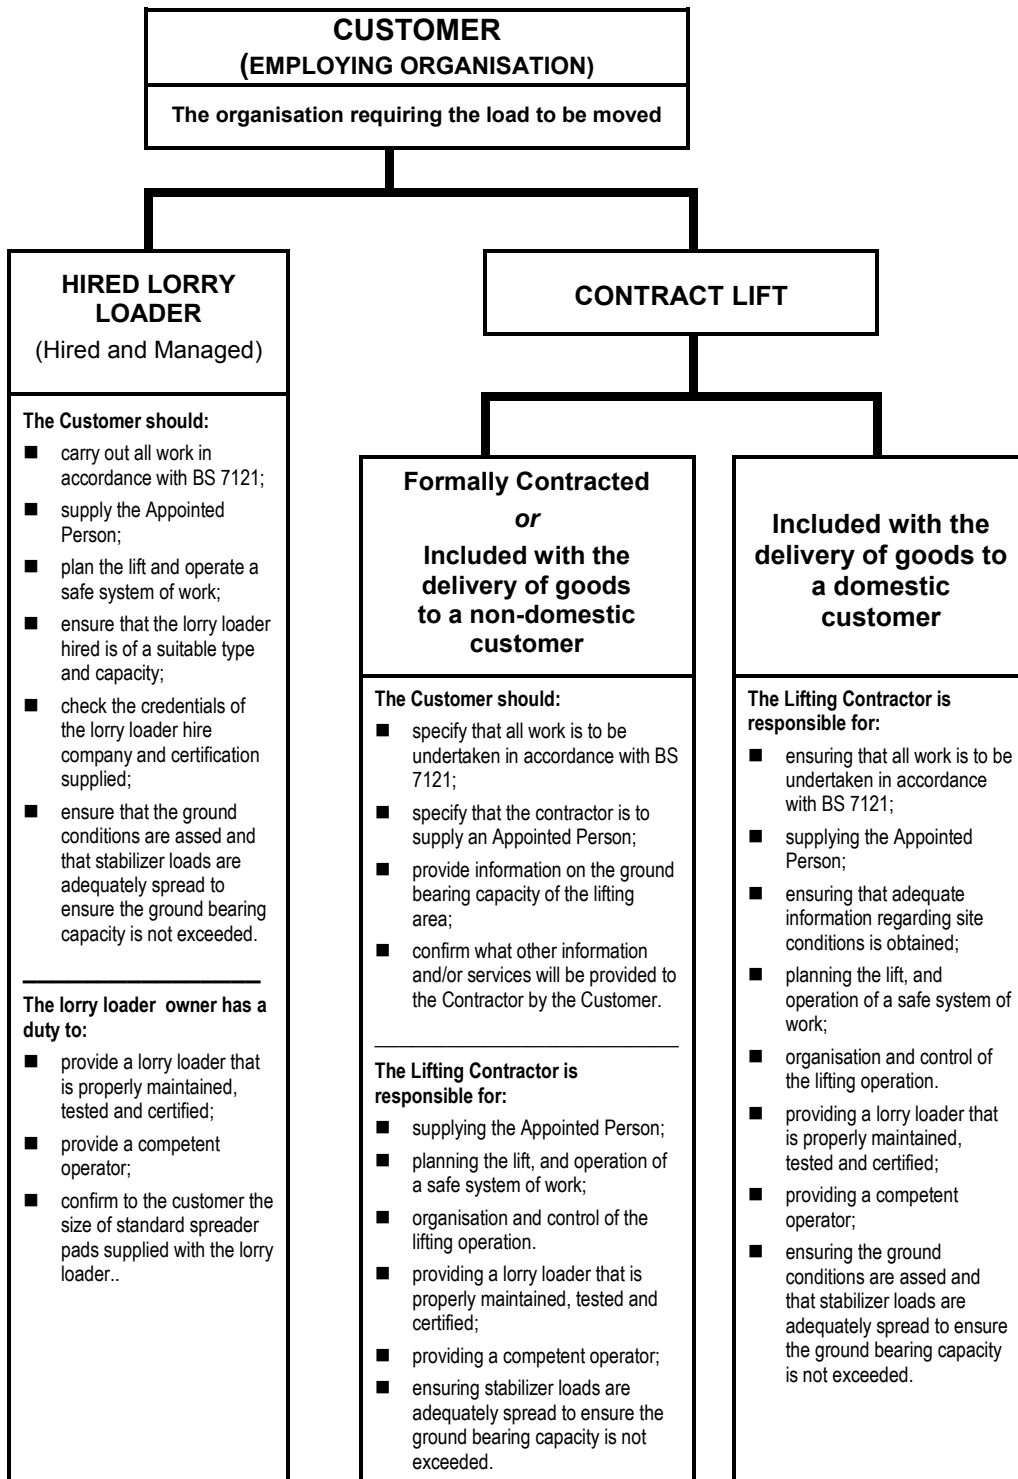 CUSTOMER
(EMPLOYING ORGANISATION)
The organisation requiring the load to be moved
HIRED LORRY
LOADER
(Hired and Managed)
The Customer should:
■ carry out all work in
accordance with BS 7121;
■ supply the Appointed
Person;
■ plan the lift and operate a
safe system of work;
■ ensure that the lorry loader
hired is of a suitable type
and capacity;
■ check the credentials of
the lorry loader hire
company and certification
supplied;
■ ensure that the ground
conditions are assed and
that stabilizer loads are
adequately spread to
ensure the ground bearing
capacity is not exceeded.
The lorry loader owner has a
duty to:
■ provide a lorry loader that
is properly maintained,
tested and certified;
■ provide a competent
operator;
■ confirm to the customer the
size of standard spreader
pads supplied with the lorry
loader..
CONTRACT LIFT
Formally Contracted
or
Included with the
delivery of goods
to a non-domestic
customer
The Customer should:
■ specify that all work is to be
undertaken in accordance with BS
7121;
■ specify that the contractor is to
supply an Appointed Person;
■ provide information on the ground
bearing capacity of the lifting
area;
■ confirm what other information
and/or services will be provided to
the Contractor by the Customer.
The Lifting Contractor is
responsible for:
■ supplying the Appointed Person;
■ planning the lift, and operation of
a safe system of work;
■ organisation and control of the
lifting operation.
■ providing a lorry loader that is
properly maintained, tested and
certified;
■ providing a competent operator;
■ ensuring stabilizer loads are
adequately spread to ensure the
ground bearing capacity is not
exceeded.
Included with the
delivery of goods to
a domestic
customer
The Lifting Contractor is
responsible for:
■ ensuring that all work is to be
undertaken in accordance
with BS 7121;
■ supplying the Appointed
Person;
■ ensuring that adequate
information regarding site
conditions is obtained;
■ planning the lift, and
operation of a safe system of
work;
■ organisation and control of
the lifting operation.
■ providing a lorry loader that
is properly maintained,
tested and certified;
■ providing a competent
operator;
■ ensuring the ground
conditions are assed and
that stabilizer loads are
adequately spread to ensure
the ground bearing capacity
is not exceeded.